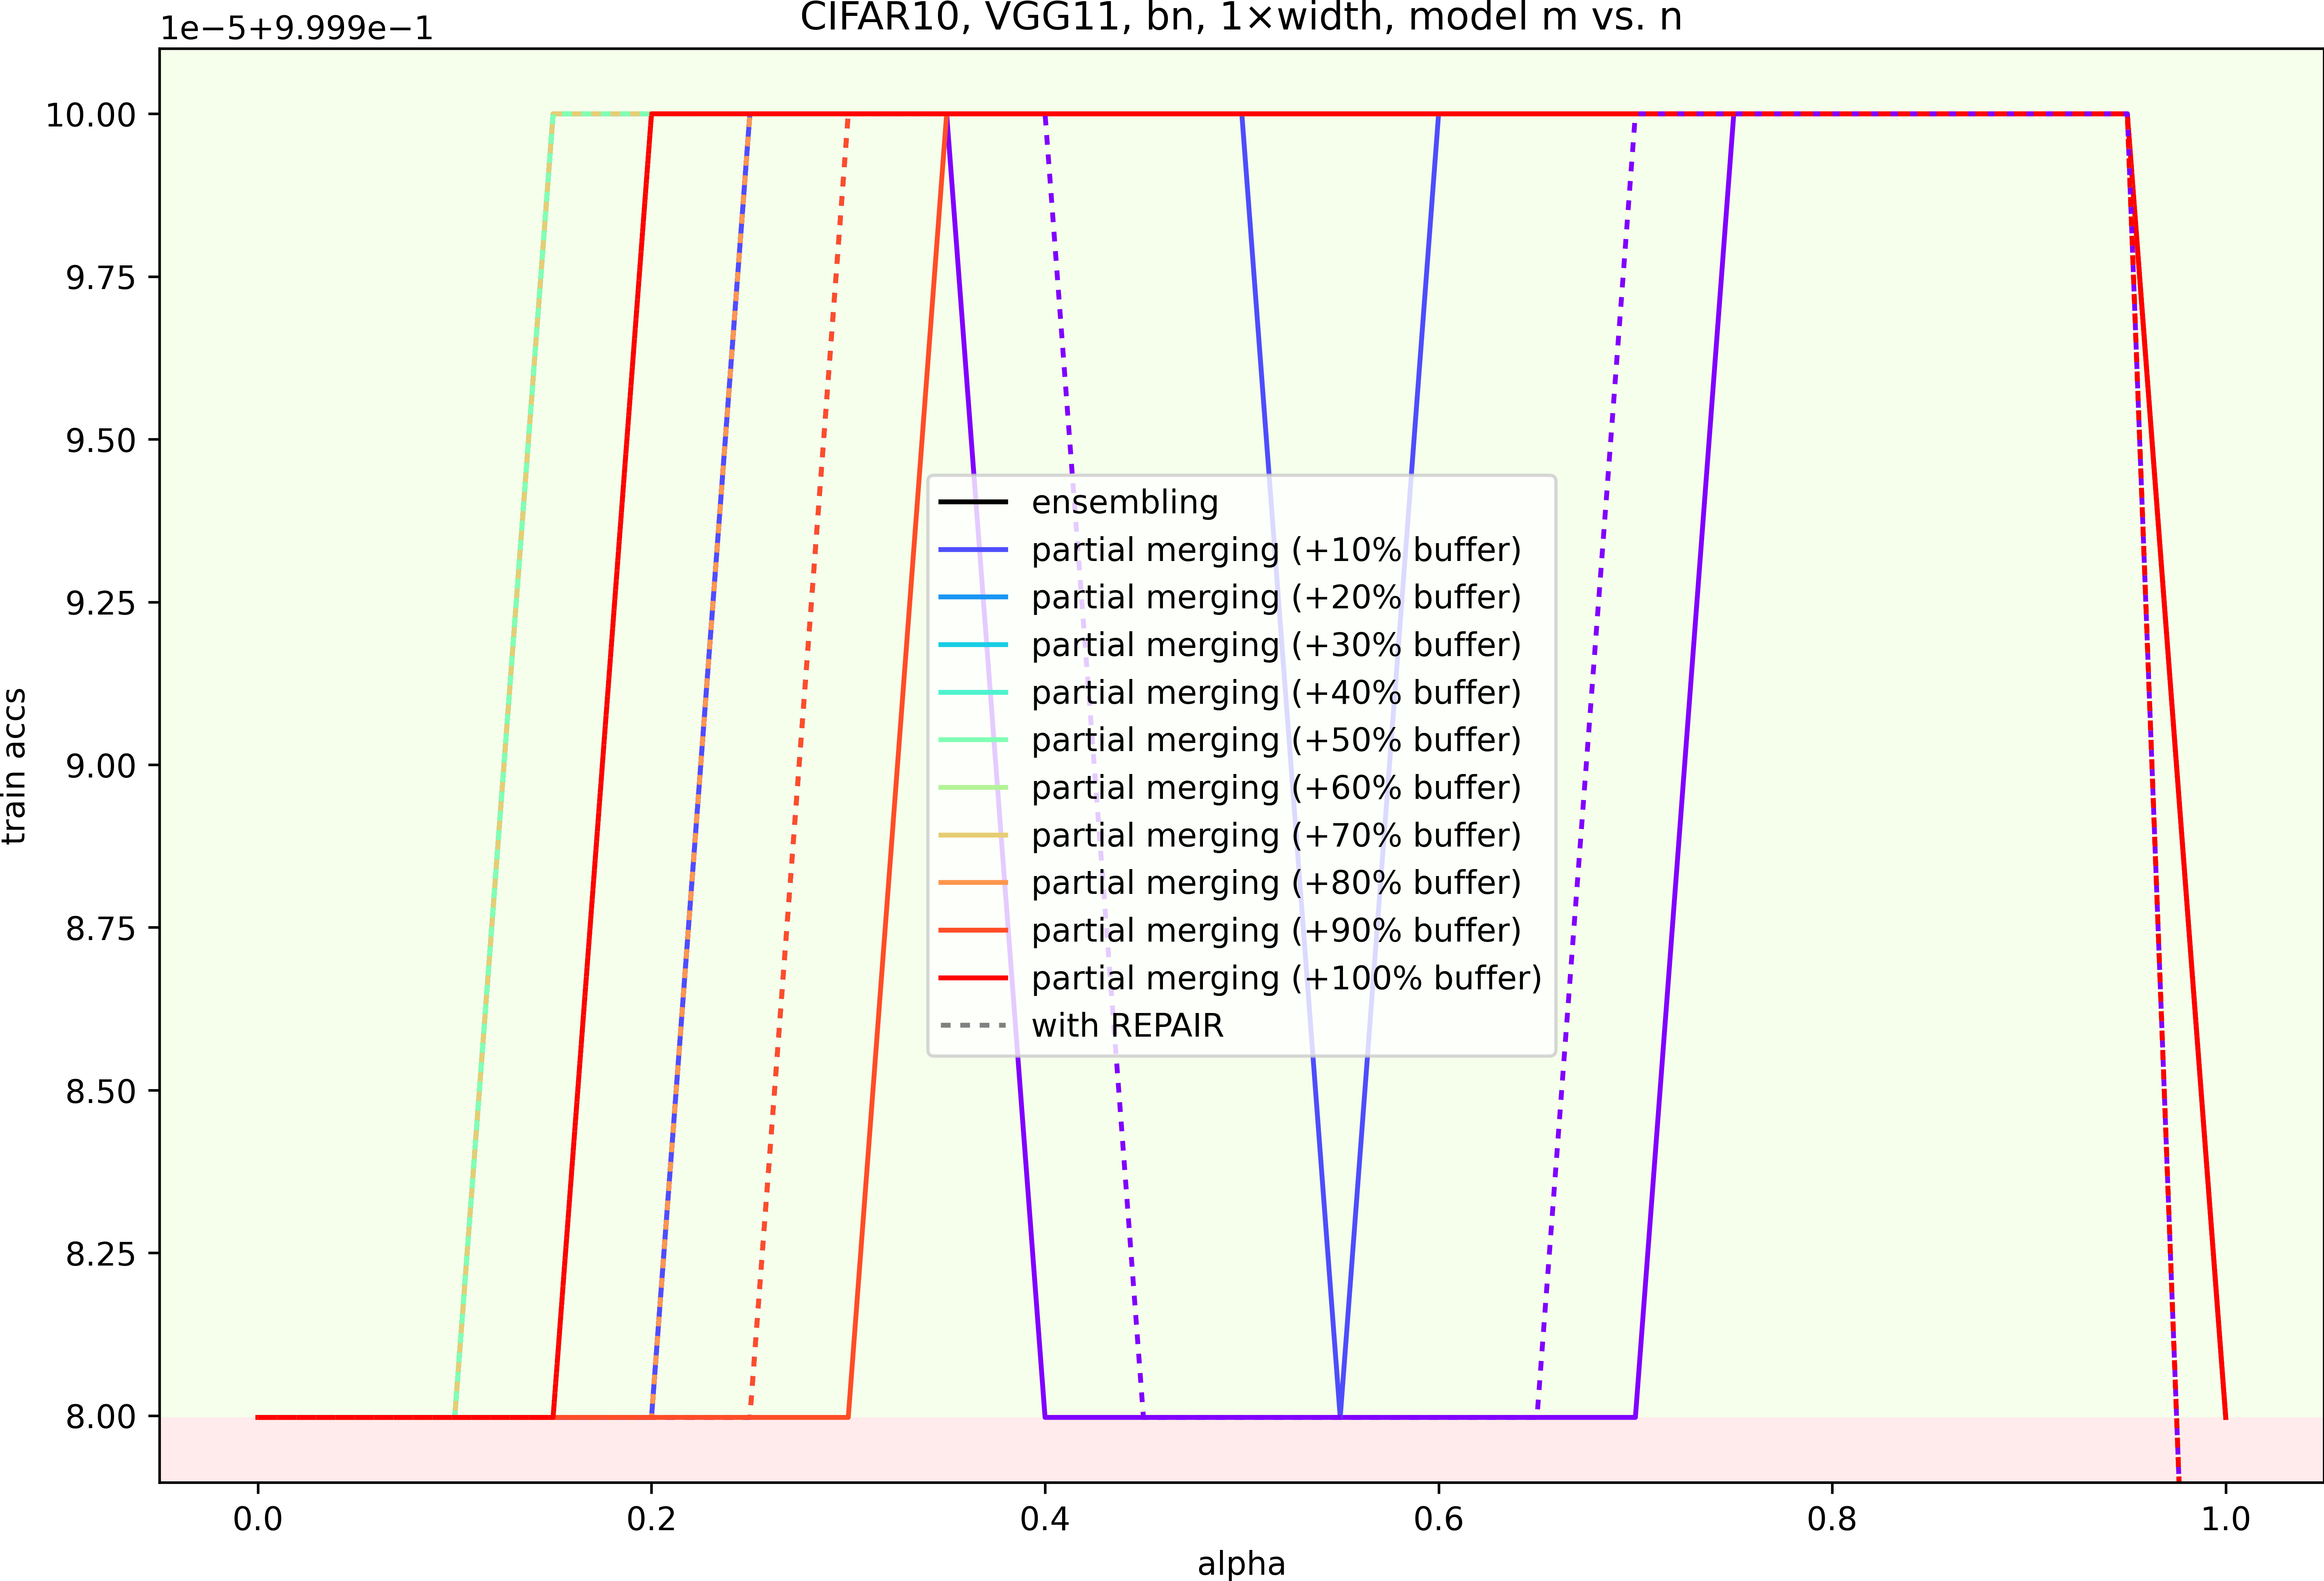 CIFAR10, VGG11, bn, 1×width, model m vs. n
1e−5+9.999e−1
10.00
9.75
9.50
9.25
9.00
8.75
8.50
8.25
8.00
train accs
ensembling
partial merging (+10% buffer)
partial merging (+20% buffer)
partial merging (+30% buffer)
partial merging (+40% buffer)
partial merging (+50% buffer)
partial merging (+60% buffer)
partial merging (+70% buffer)
partial merging (+80% buffer)
partial merging (+90% buffer)
partial merging (+100% buffer)
with REPAIR
0.0 0.2 0.4 0.6 0.8 1.0
alpha